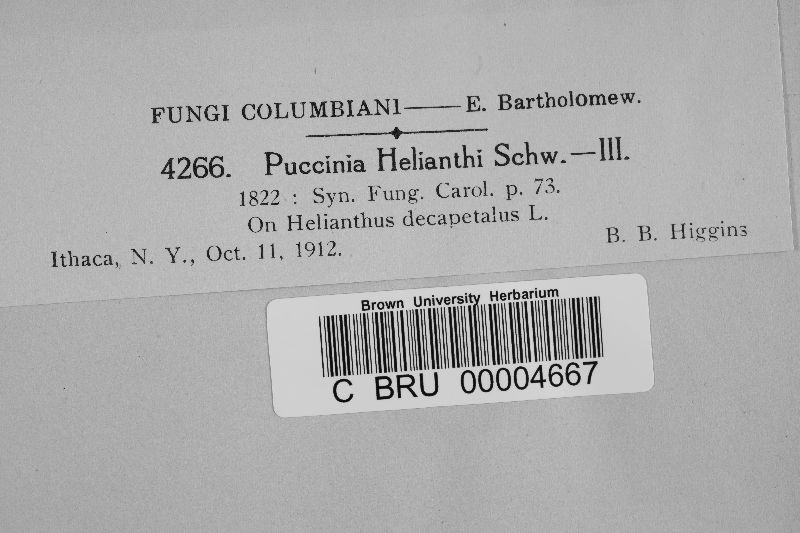 FUNGI COLUMBIANI—E. Bartholomew.
4266. Puccinia Helianthi Schw.—III.
1822 : Syn. Fung. Carol. p. 73.
On Helianthus decapetalus L.
Ithaca, N. Y., Oct. 11, 1912. B. B. Higgins
Brown University Herbarium
C BRU 00004667